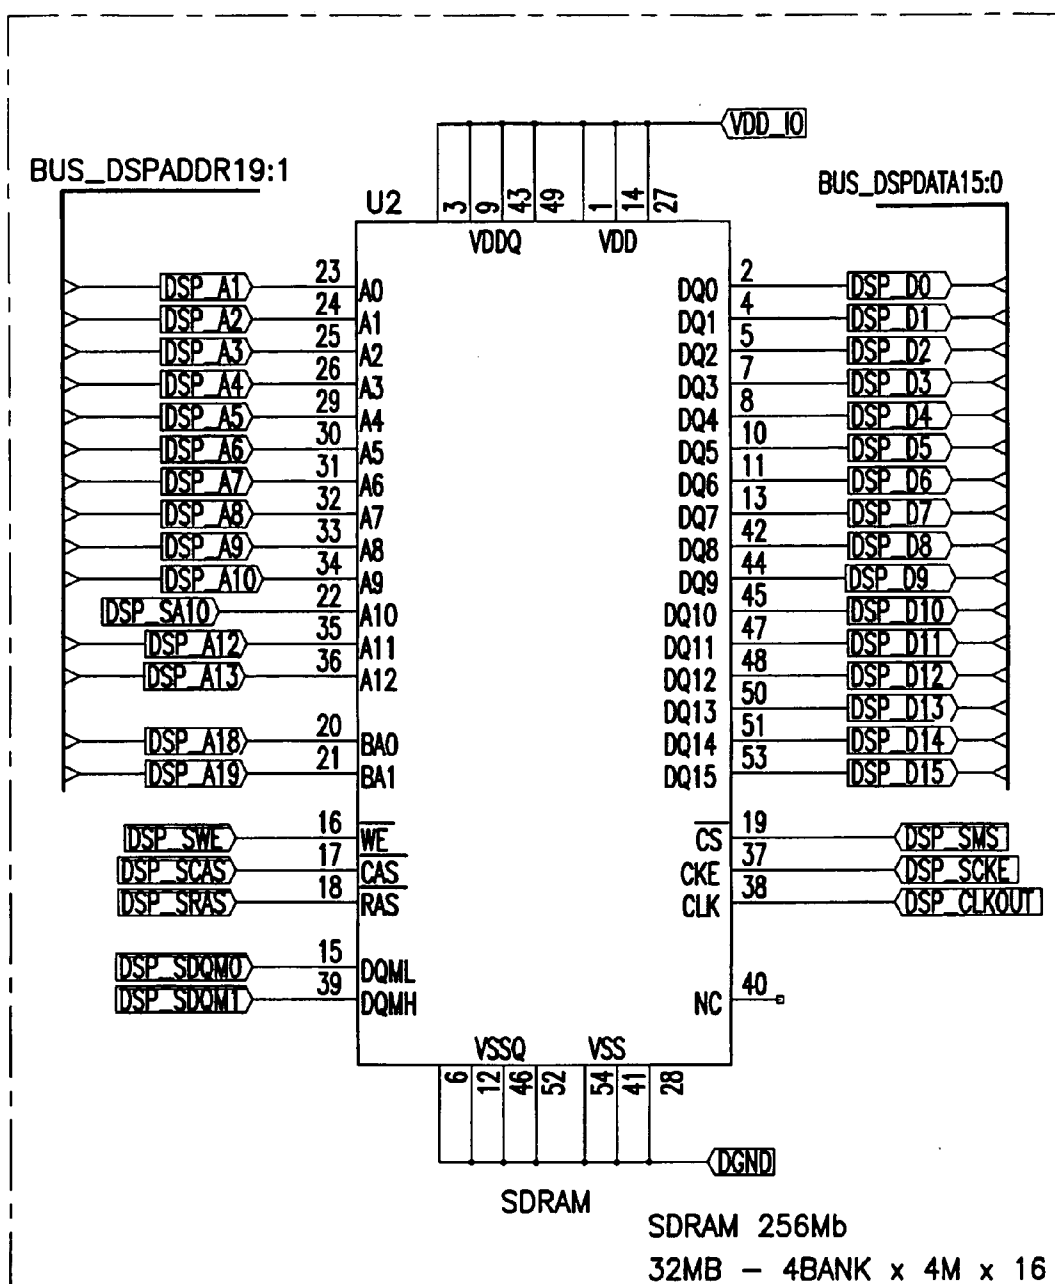 VDD_IO
BUS_DSPADDR19:1
BUS_DSPDATA15:0
U2
3 9 43 49 1 14 27
VDDQ VDD
DSP_A1 23 A0 DQ0 2 DSP_D0
DSP_A2 24 A1 DQ1 4 DSP_D1
DSP_A3 25 A2 DQ2 5 DSP_D2
DSP_A4 26 A3 DQ3 7 DSP_D3
DSP_A5 29 A4 DQ4 8 DSP_D4
DSP_A6 30 A5 DQ5 10 DSP_D5
DSP_A7 31 A6 DQ6 11 DSP_D6
DSP_A8 32 A7 DQ7 13 DSP_D7
DSP_A9 33 A8 DQ8 42 DSP_D8
DSP_A10 34 A9 DQ9 44 DSP_D9
DSP_SA10 22 A10 DQ10 45 DSP_D10
DSP_A12 35 A11 DQ11 47 DSP_D11
DSP_A13 36 A12 DQ12 48 DSP_D12
DQ13 50 DSP_D13
DSP_A18 20 BA0 DQ14 51 DSP_D14
DSP_A19 21 BA1 DQ15 53 DSP_D15
DSP_SWE 16 WE CS 19 DSP_SMS
DSP_SCAS 17 CAS CKE 37 DSP_SCKE
DSP_SRAS 18 RAS CLK 38 DSP_CLKOUT
DSP_SDQM0 15 DQML
DSP_SDQM1 39 DQMH NC 40
VSSQ VSS
6 12 46 52 54 41 28
DGND
SDRAM
SDRAM 256Mb
32MB - 4BANK x 4M x 16